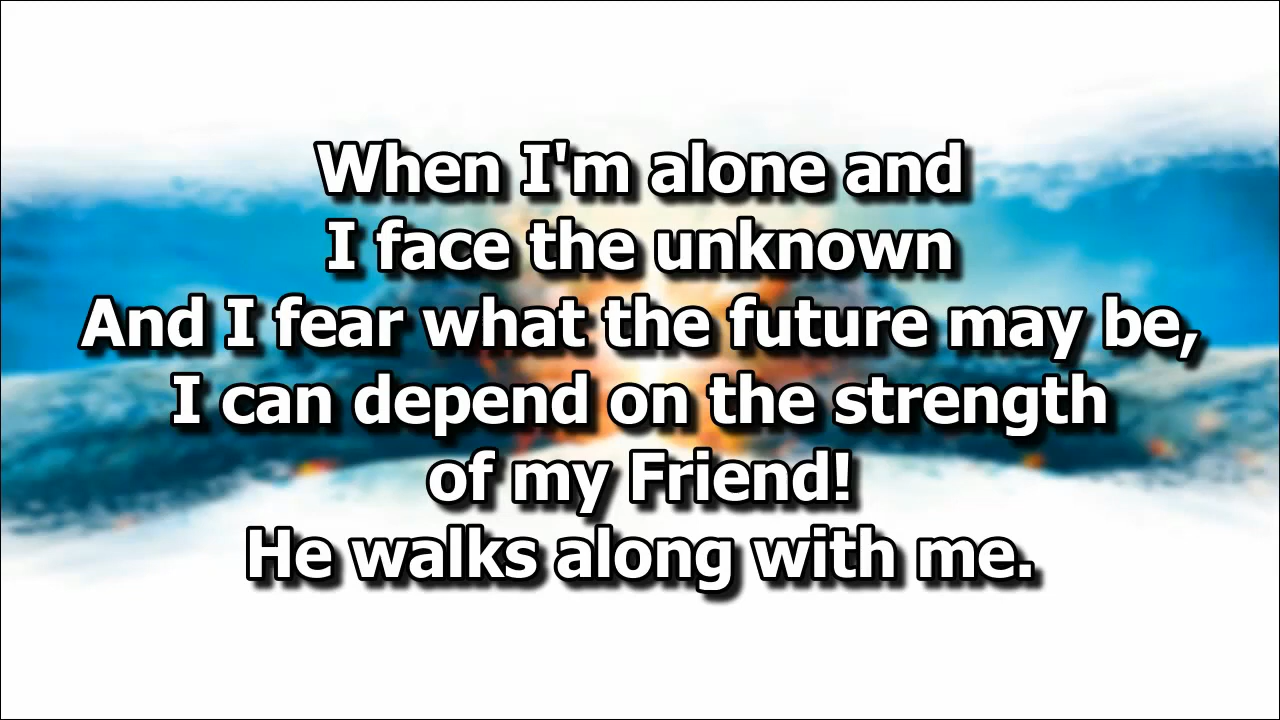 When I'm alone and
I face the unknown
And I fear what the future may be,
I can depend on the strength
of my Friend!
He walks along with me.